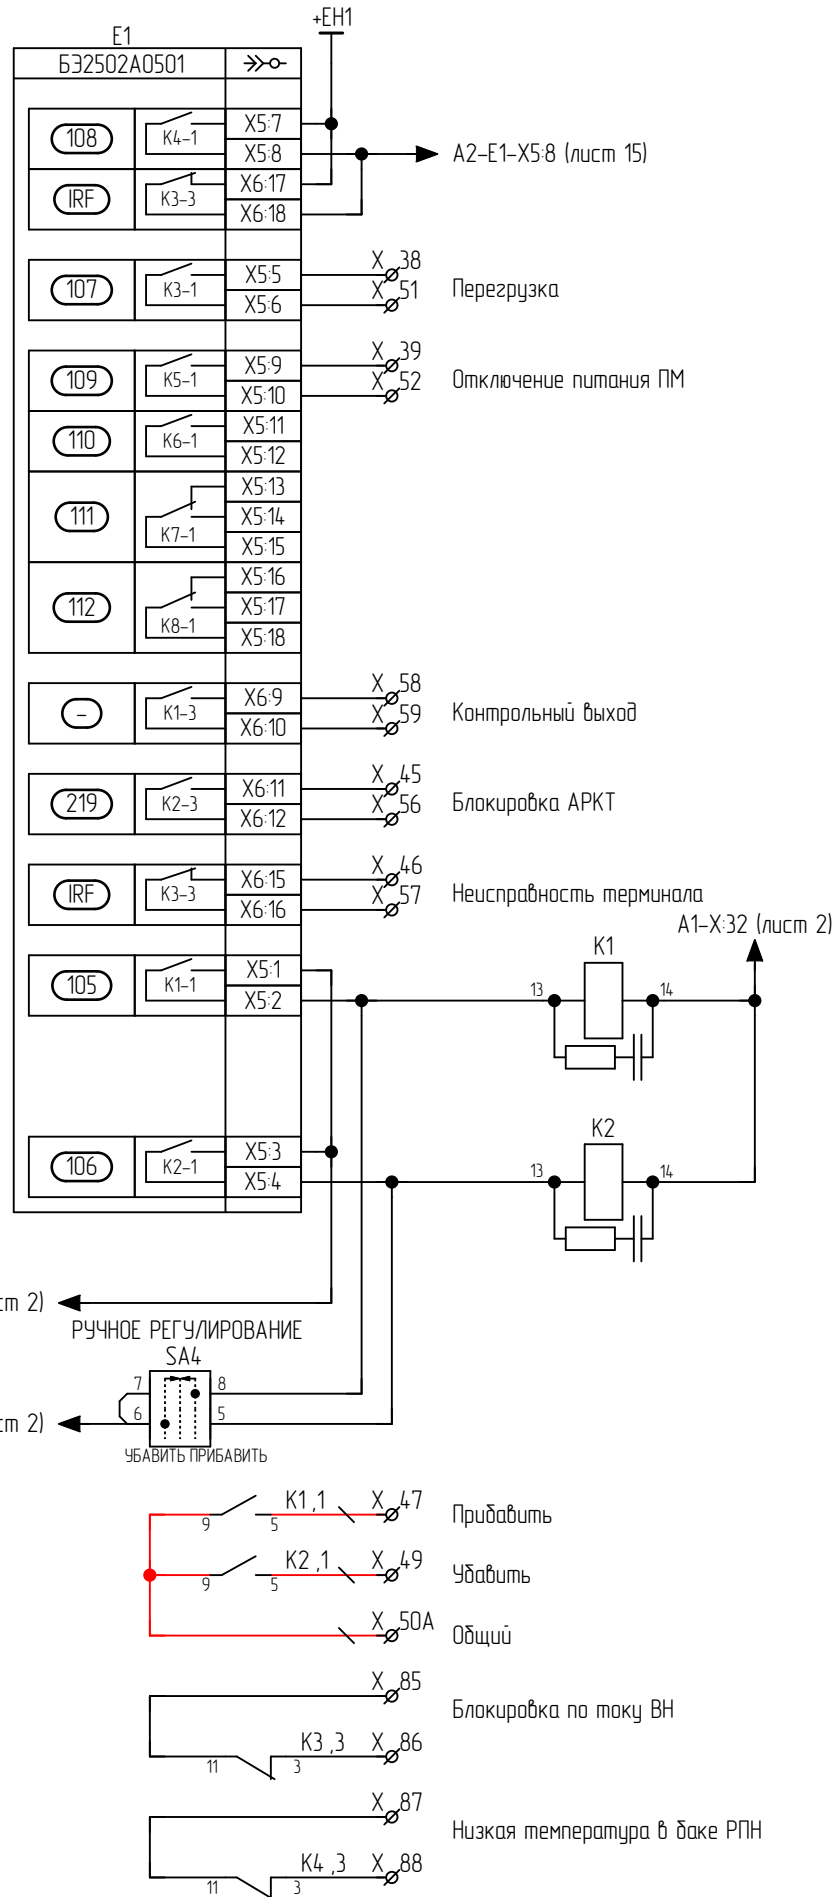 +EH1
E1
БЭ2502А0501
108 K4-1 X5:7
X5:8 A2-E1-X5:8 (лист 15)
IRF K3-3 X6:17
X6:18
107 K3-1 X5:5 X 38
X5:6 X 51 Перегрузка
109 K5-1 X5:9 X 39
X5:10 X 52 Отключение питания ПМ
110 K6-1 X5:11
X5:12
X5:13
111 K7-1 X5:14
X5:15
X5:16
112 K8-1 X5:17
X5:18
- K1-3 X6:9 X 58
X6:10 X 59 Контрольный выход
219 K2-3 X6:11 X 45
X6:12 X 56 Блокировка АРКТ
IRF K3-3 X6:15 X 46
X6:16 X 57 Неисправность терминала
A1-X:32 (лист 2)
K1
105 K1-1 X5:1
X5:2 13 14
K2
106 K2-1 X5:3
X5:4 13 14
ст 2)
РУЧНОЕ РЕГУЛИРОВАНИЕ
SA4
7 8
ст 2) 6 5
УБАВИТЬ ПРИБАВИТЬ
9 5 K1,1 X 47 Прибавить
9 5 K2,1 X 49 Убавить
X 50А Общий
X 85
Блокировка по току ВН
11 3 K3,3 X 86
X 87
Низкая температура в баке РПН
11 3 K4,3 X 88